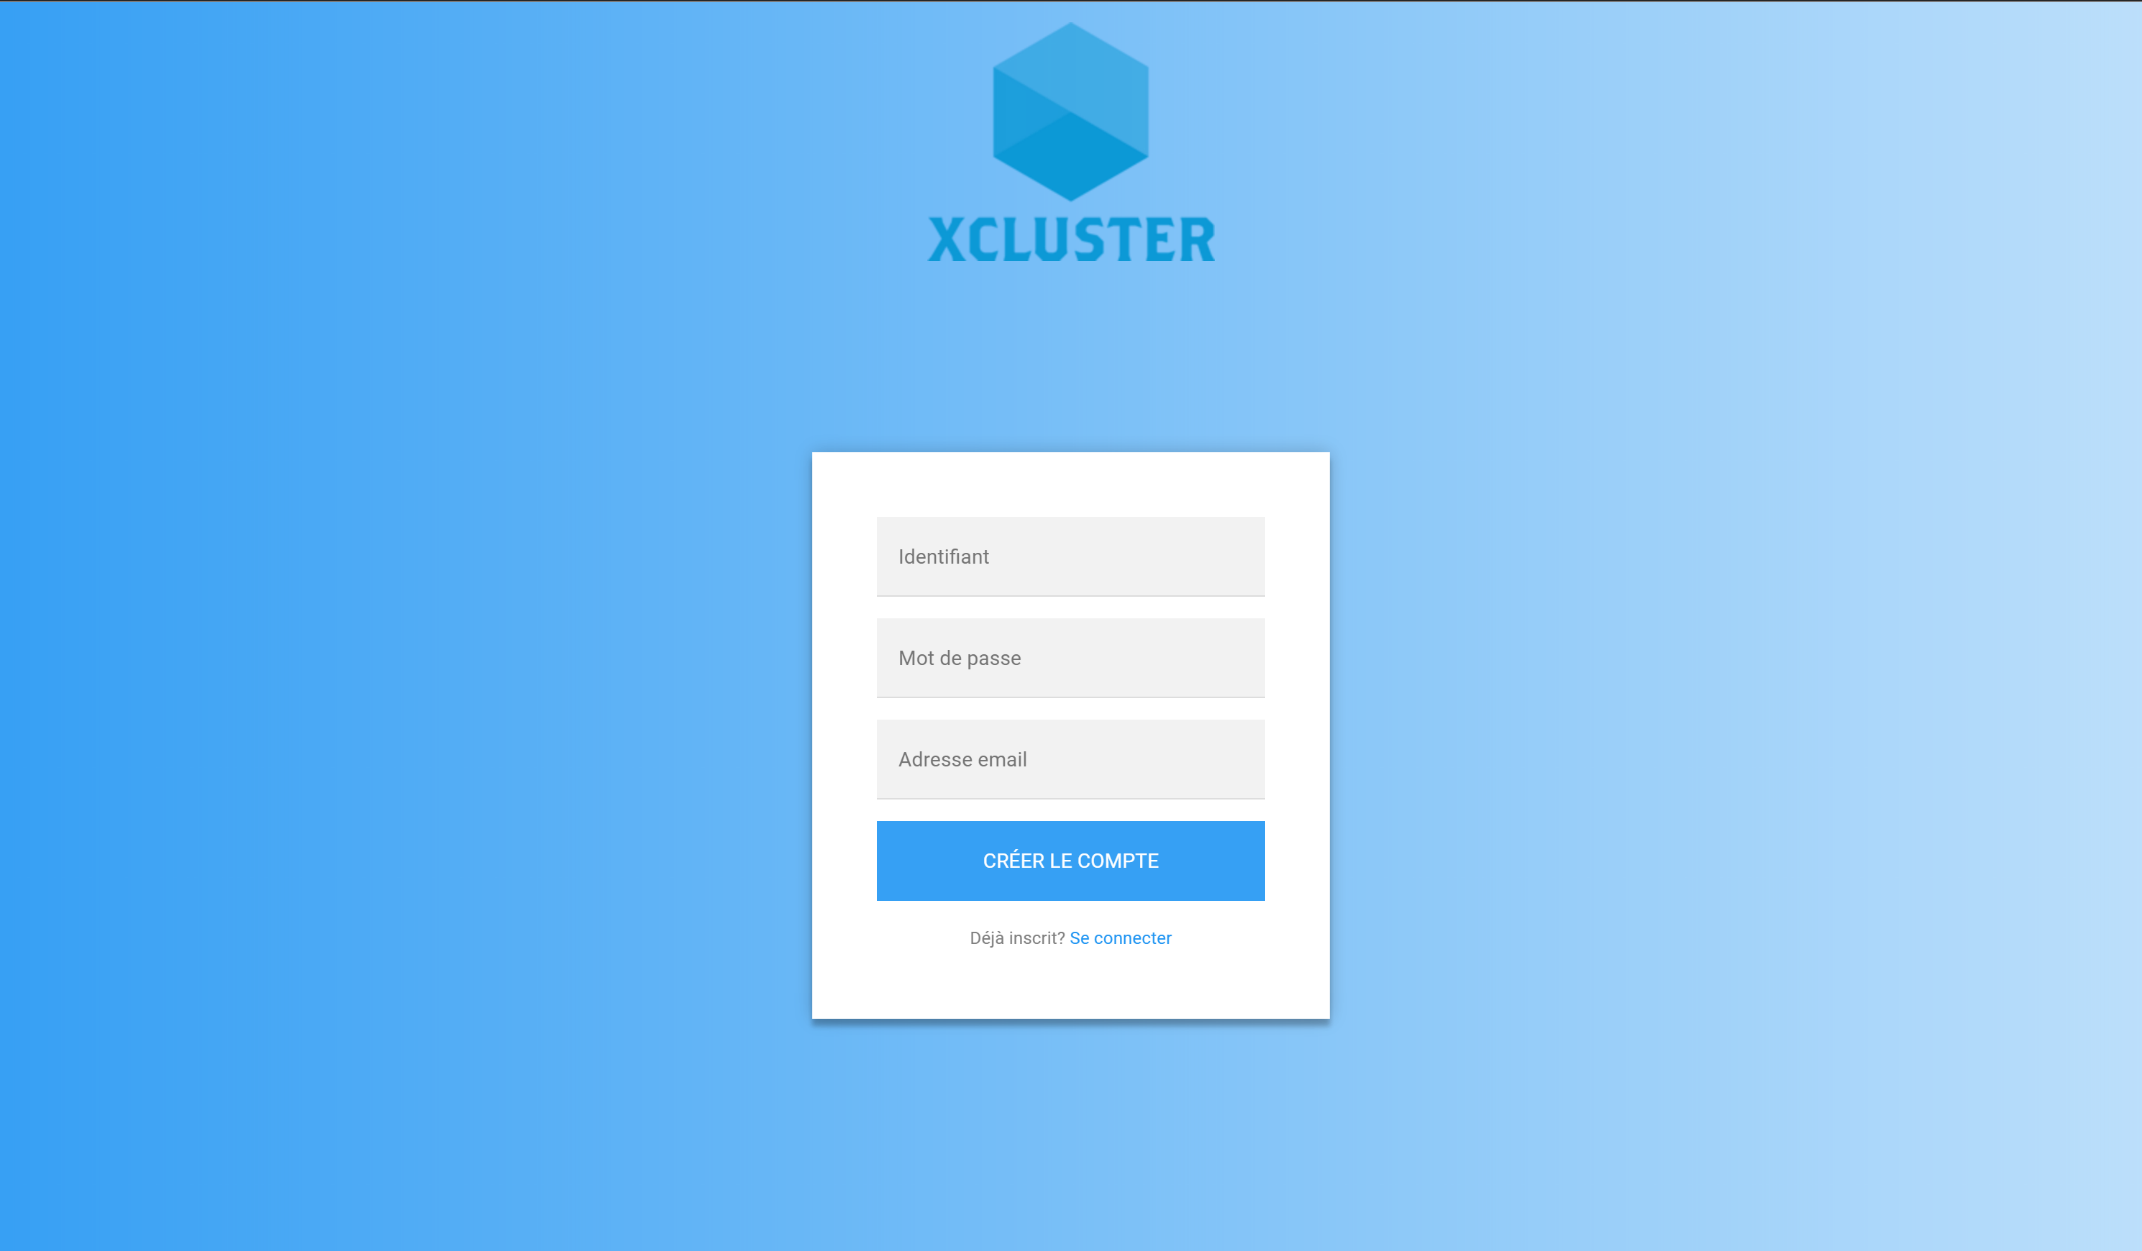 XCLUSTER
Identifiant
Mot de passe
Adresse email
CRÉER LE COMPTE
Déjà inscrit? Se connecter